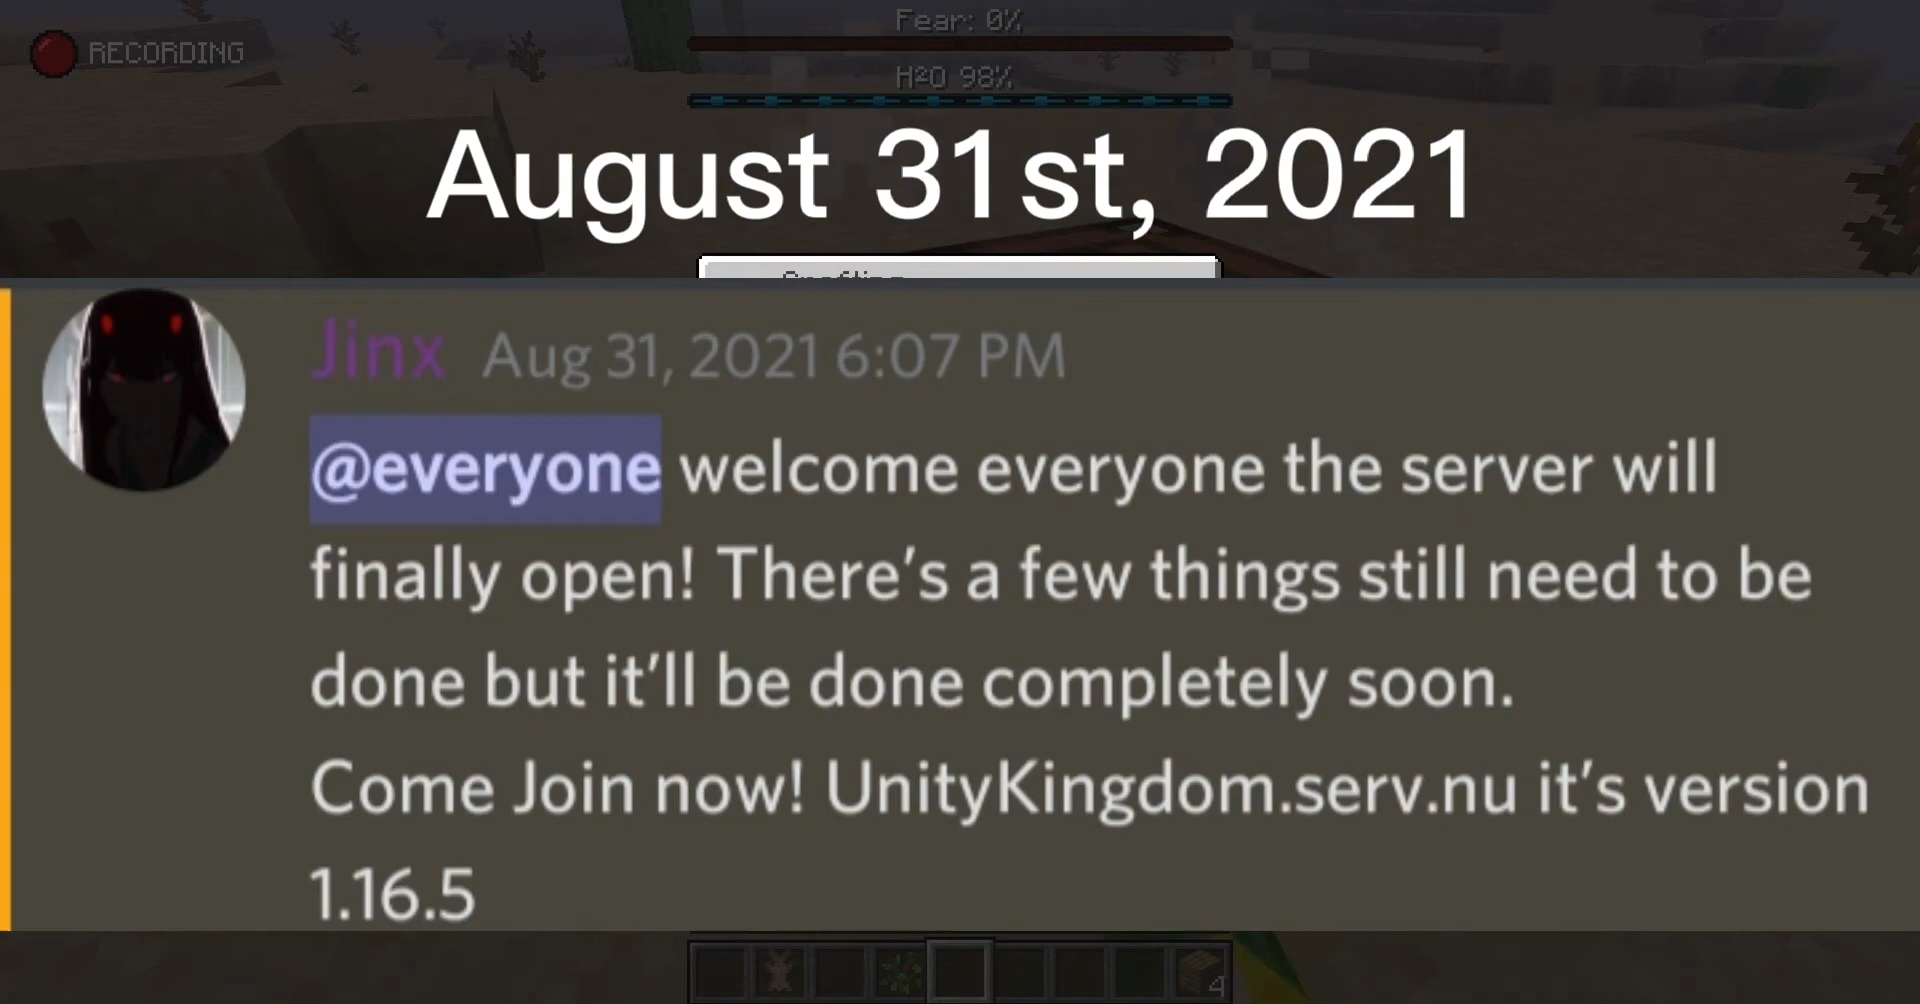 Fear: 0%
RECORDING
H²O 98%
August 31st, 2021
Crafting
Jinx Aug 31, 2021 6:07 PM
@everyone welcome everyone the server will
finally open! There's a few things still need to be
done but it'll be done completely soon.
Come Join now! UnityKingdom.serv.nu it's version
1.16.5
4